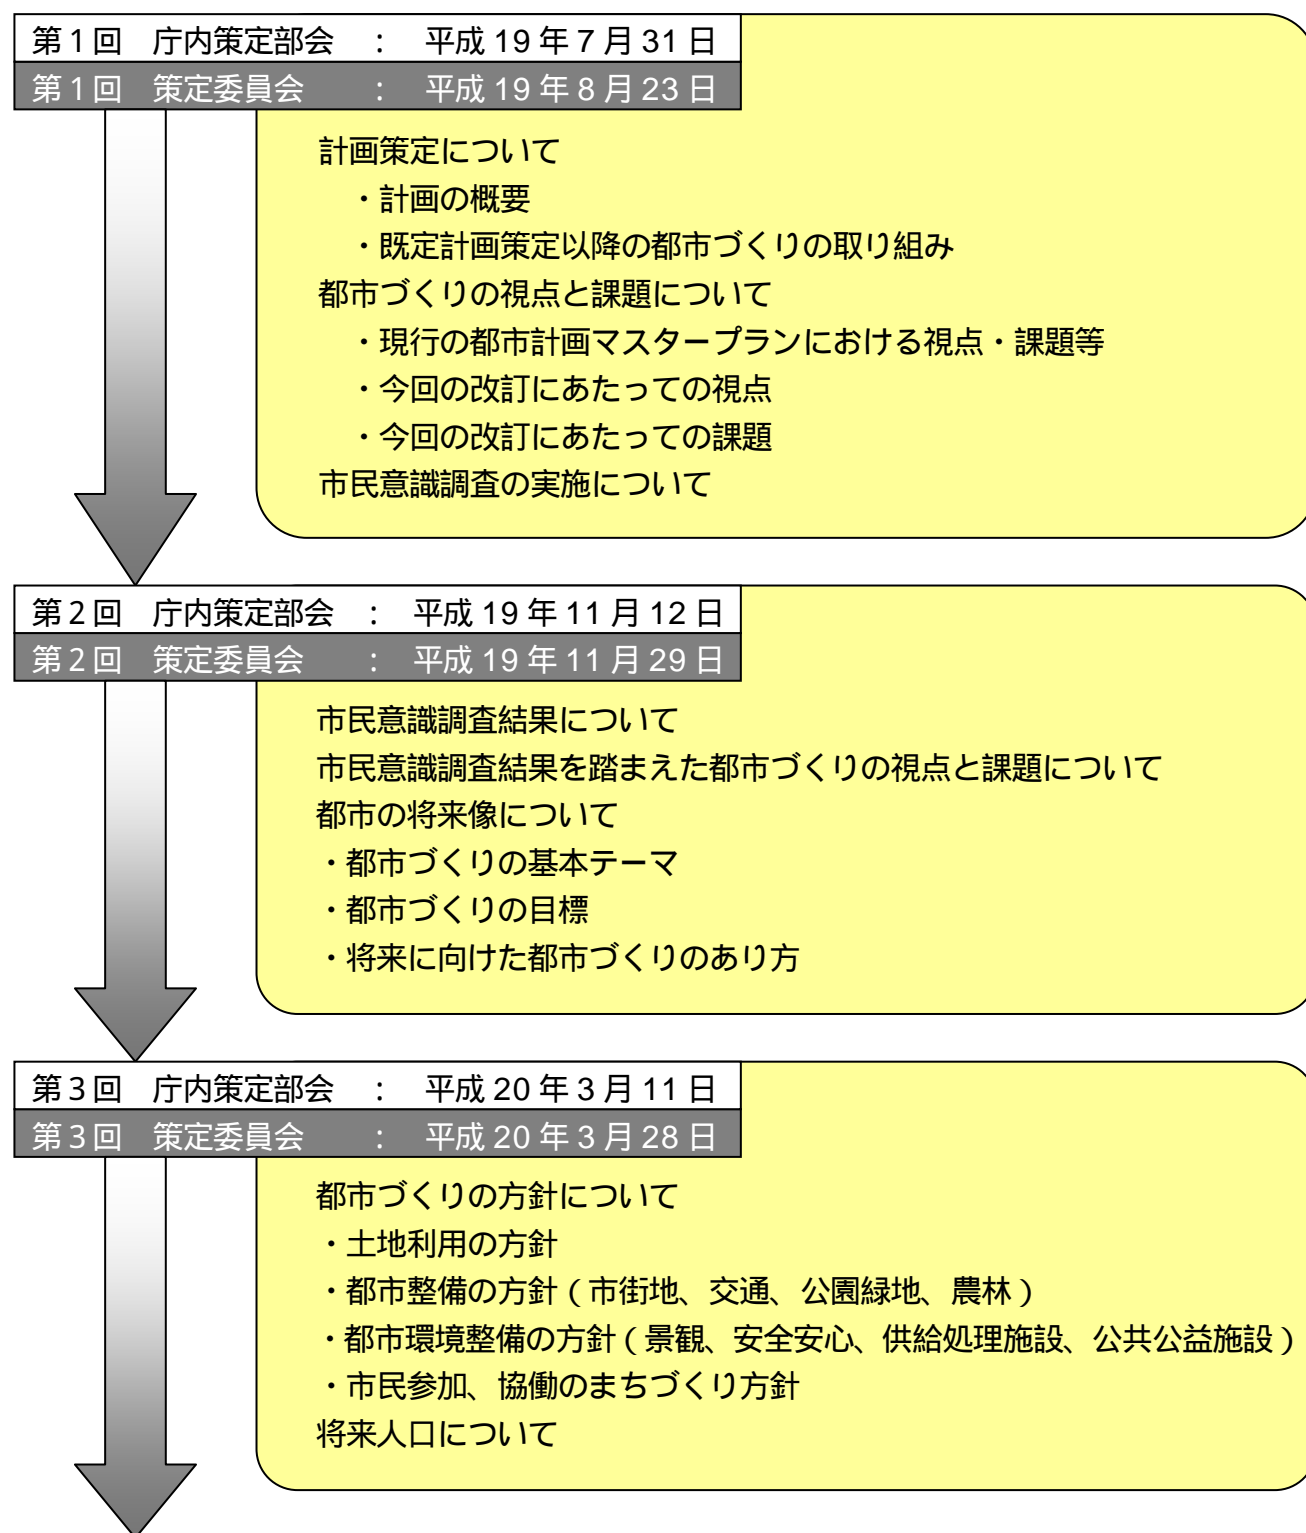 第1回　庁内策定部会　：　平成 19 年 7 月 31 日
第1回　策定委員会　　：　平成 19 年 8 月 23 日
計画策定について
・計画の概要
・既定計画策定以降の都市づくりの取り組み
都市づくりの視点と課題について
・現行の都市計画マスタープランにおける視点・課題等
・今回の改訂にあたっての視点
・今回の改訂にあたっての課題
市民意識調査の実施について
第2回　庁内策定部会　：　平成 19 年 11 月 12 日
第2回　策定委員会　　：　平成 19 年 11 月 29 日
市民意識調査結果について
市民意識調査結果を踏まえた都市づくりの視点と課題について
都市の将来像について
・都市づくりの基本テーマ
・都市づくりの目標
・将来に向けた都市づくりのあり方
第3回　庁内策定部会　：　平成 20 年 3 月 11 日
第3回　策定委員会　　：　平成 20 年 3 月 28 日
都市づくりの方針について
・土地利用の方針
・都市整備の方針（市街地、交通、公園緑地、農林）
・都市環境整備の方針（景観、安全安心、供給処理施設、公共公益施設）
・市民参加、協働のまちづくり方針
将来人口について